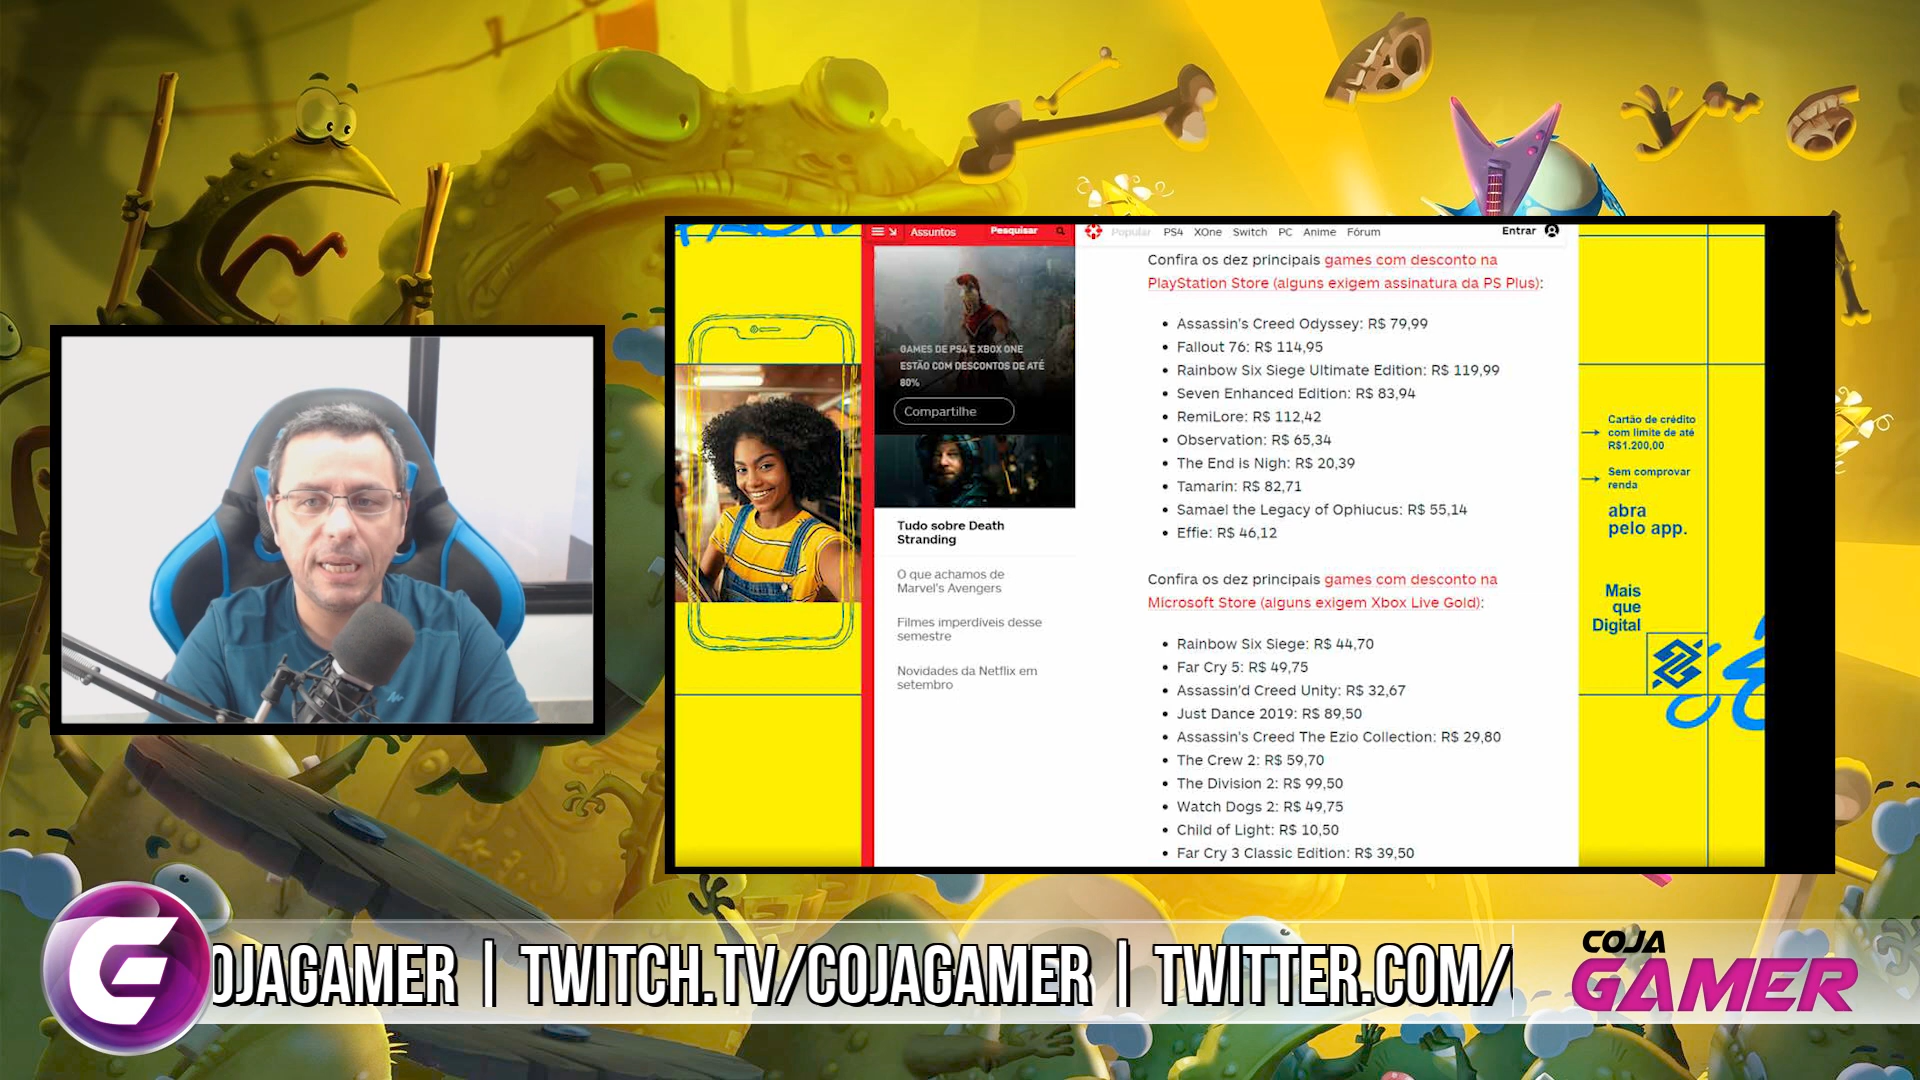 Assuntos
Pesquisar
Popular PS4 XOne Switch PC Anime Fórum
Entrar
GAMES DE PS4 E XBOX ONE
ESTÃO COM DESCONTOS DE ATÉ
80%
Compartilhe
Tudo sobre Death
Stranding
O que achamos de
Marvel's Avengers
Filmes imperdíveis desse
semestre
Novidades da Netflix em
setembro
Confira os dez principais games com desconto na
PlayStation Store (alguns exigem assinatura da PS Plus):
• Assassin's Creed Odyssey: R$ 79,99
• Fallout 76: R$ 114,95
• Rainbow Six Siege Ultimate Edition: R$ 119,99
• Seven Enhanced Edition: R$ 83,94
• RemiLore: R$ 112,42
• Observation: R$ 65,34
• The End is Nigh: R$ 20,39
• Tamarin: R$ 82,71
• Samael the Legacy of Ophiucus: R$ 55,14
• Effie: R$ 46,12
Confira os dez principais games com desconto na
Microsoft Store (alguns exigem Xbox Live Gold):
• Rainbow Six Siege: R$ 44,70
• Far Cry 5: R$ 49,75
• Assassin'd Creed Unity: R$ 32,67
• Just Dance 2019: R$ 89,50
• Assassin's Creed The Ezio Collection: R$ 29,80
• The Crew 2: R$ 59,70
• The Division 2: R$ 99,50
• Watch Dogs 2: R$ 49,75
• Child of Light: R$ 10,50
• Far Cry 3 Classic Edition: R$ 39,50
Cartão de crédito
com limite de até
R$1.200,00
Sem comprovar
renda
abra
pelo app.
Mais
que
Digital
OJAGAMER | TWITCH.TV/COJAGAMER | TWITTER.COM/
COJA
GAMER